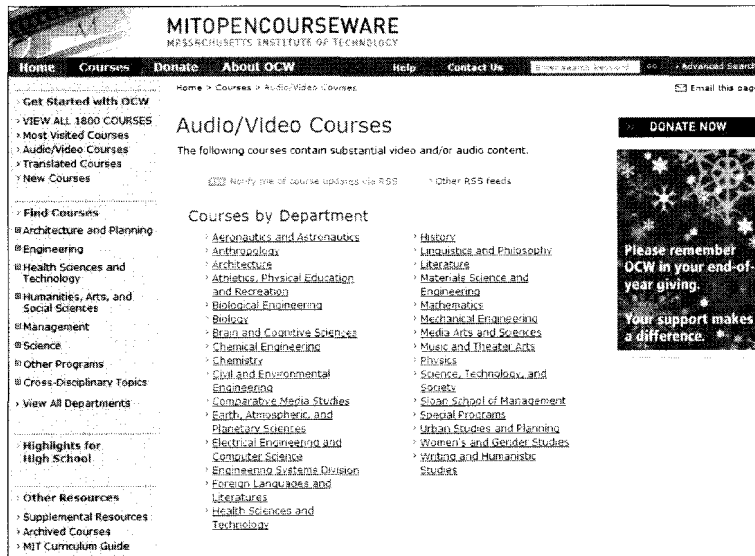 MITOPENCOURSEWARE
MASSACHUSETTS INSTITUTE OF TECHNOLOGY
Home Courses Donate About OCW Help Contact Us Enter search keyword GO › Advanced Search
Home > Courses > Audio/Video Courses
Email this page
› Get Started with OCW
› VIEW ALL 1800 COURSES
› Most Visited Courses
› Audio/Video Courses
› Translated Courses
› New Courses
› Find Courses
Architecture and Planning
Engineering
Health Sciences and
Technology
Humanities, Arts, and
Social Sciences
Management
Science
Other Programs
Cross-Disciplinary Topics
› View All Departments
› Highlights for
High School
› Other Resources
› Supplemental Resources
› Archived Courses
› MIT Curriculum Guide
Audio/Video Courses
The following courses contain substantial video and/or audio content.
Notify me of course updates via RSS › Other RSS feeds
Courses by Department
› Aeronautics and Astronautics
› Anthropology
› Architecture
› Athletics, Physical Education
and Recreation
› Biological Engineering
› Biology
› Brain and Cognitive Sciences
› Chemical Engineering
› Chemistry
› Civil and Environmental
Engineering
› Comparative Media Studies
› Earth, Atmospheric, and
Planetary Sciences
› Electrical Engineering and
Computer Science
› Engineering Systems Division
› Foreign Languages and
Literatures
› Health Sciences and
Technology
› History
› Linguistics and Philosophy
› Literature
› Materials Science and
Engineering
› Mathematics
› Mechanical Engineering
› Media Arts and Sciences
› Music and Theater Arts
› Physics
› Science, Technology, and
Society
› Sloan School of Management
› Special Programs
› Urban Studies and Planning
› Women's and Gender Studies
› Writing and Humanistic
Studies
DONATE NOW
Please remember
OCW in your end-of-
year giving.
Your support makes
a difference.